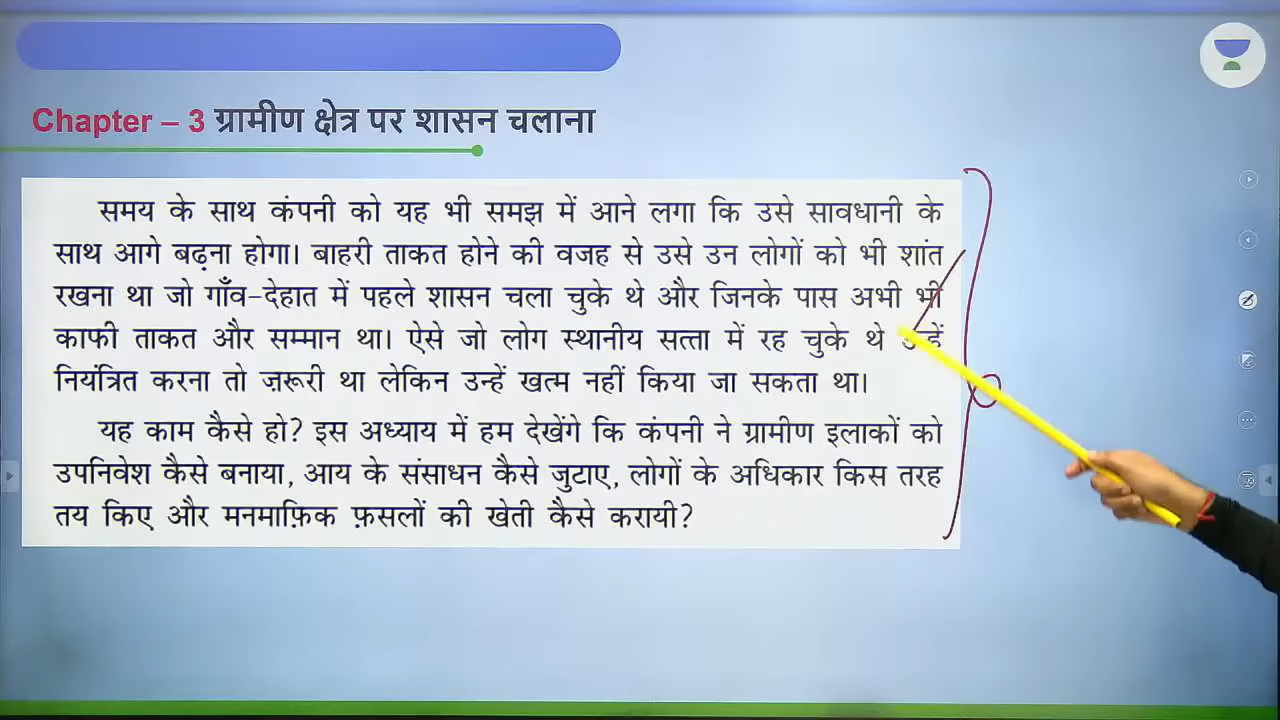 Chapter – 3 ग्रामीण क्षेत्र पर शासन चलाना
समय के साथ कंपनी को यह भी समझ में आने लगा कि उसे सावधानी के
साथ आगे बढ़ना होगा। बाहरी ताकत होने की वजह से उसे उन लोगों को भी शांत
रखना था जो गाँव-देहात में पहले शासन चला चुके थे और जिनके पास अभी भी
काफी ताकत और सम्मान था। ऐसे जो लोग स्थानीय सत्ता में रह चुके थे उन्हें
नियंत्रित करना तो ज़रूरी था लेकिन उन्हें खत्म नहीं किया जा सकता था।
यह काम कैसे हो? इस अध्याय में हम देखेंगे कि कंपनी ने ग्रामीण इलाकों को
उपनिवेश कैसे बनाया, आय के संसाधन कैसे जुटाए, लोगों के अधिकार किस तरह
तय किए और मनमाफ़िक फ़सलों की खेती कैसे करायी?